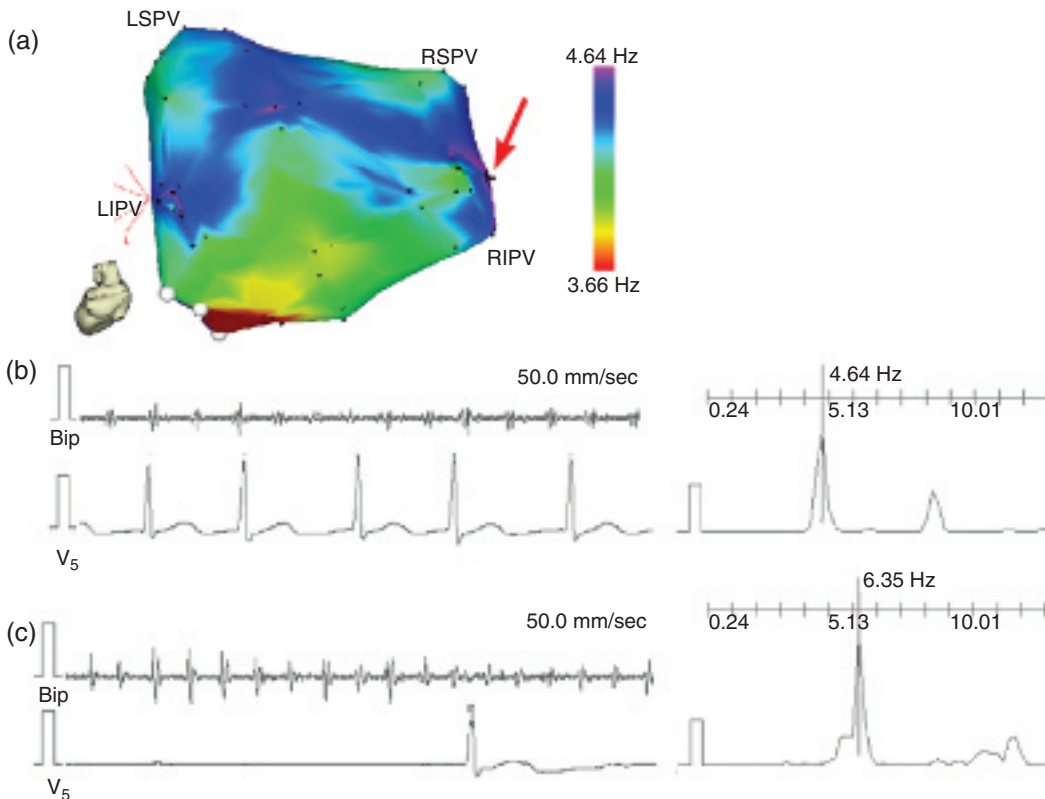 (a)
LSPV
RSPV
4.64 Hz
LIPV
RIPV
3.66 Hz
(b)
50.0 mm/sec
4.64 Hz
0.24 5.13 10.01
Bip
V5
6.35 Hz
(c)
50.0 mm/sec
0.24 5.13 10.01
Bip
V5